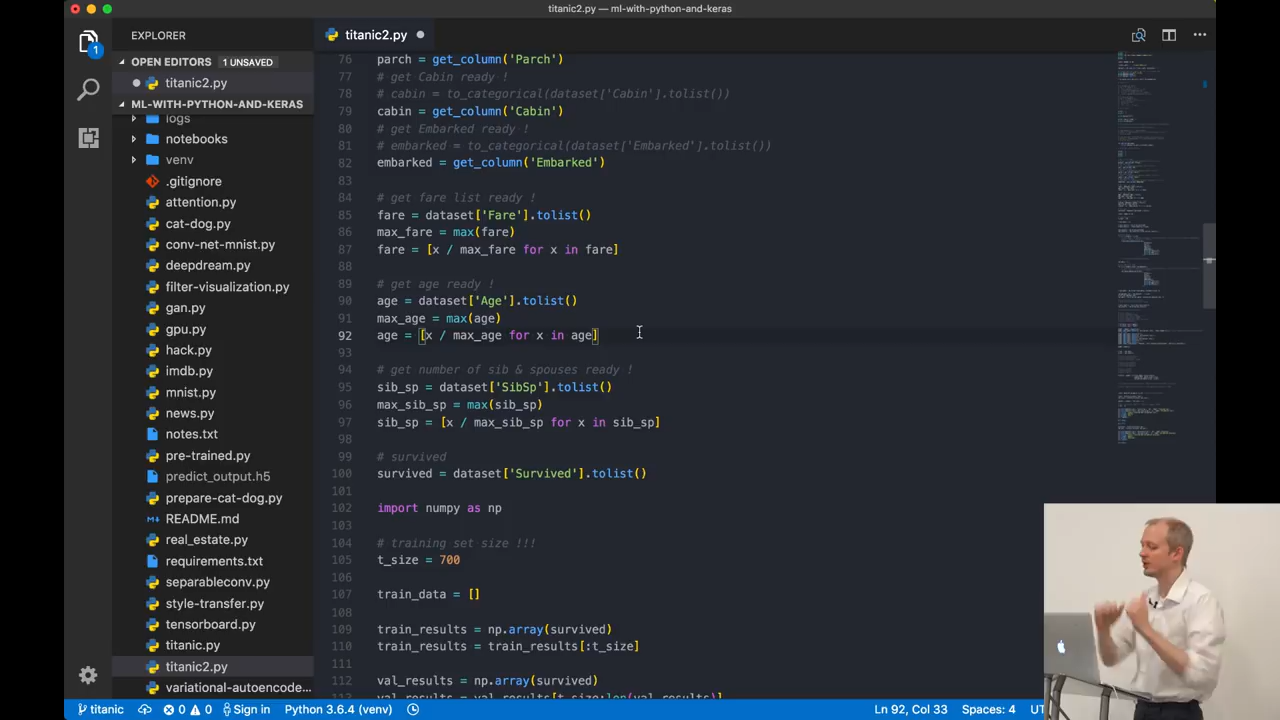 titanic2.py — ml-with-python-and-keras
EXPLORER
titanic2.py
OPEN EDITORS 1 UNSAVED
titanic2.py
ML-WITH-PYTHON-AND-KERAS
logs
notebooks
venv
.gitignore
attention.py
cat-dog.py
conv-net-mnist.py
deepdream.py
filter-visualization.py
gan.py
gpu.py
hack.py
imdb.py
mnist.py
news.py
notes.txt
pre-trained.py
predict_output.h5
prepare-cat-dog.py
README.md
real_estate.py
requirements.txt
separableconv.py
style-transfer.py
tensorboard.py
titanic.py
titanic2.py
variational-autoencode...
1
76 parch = get_column('Parch')
77 # get Cabin ready !
78 # cabin = to_categorical(dataset['Cabin'].tolist())
79 cabin = get_column('Cabin')
80 # get Embarked ready !
81 # embarked = to_categorical(dataset['Embarked'].tolist())
82 embarked = get_column('Embarked')
83
84 # get fare list ready !
85 fare = dataset['Fare'].tolist()
86 max_fare = max(fare)
87 fare = [x / max_fare for x in fare]
88
89 # get age ready !
90 age = dataset['Age'].tolist()
91 max_age = max(age)
92 age = [x / max_age for x in age]
93
94 # get number of sib & spouses ready !
95 sib_sp = dataset['SibSp'].tolist()
96 max_sib_sp = max(sib_sp)
97 sib_sp = [x / max_sib_sp for x in sib_sp]
98
99 # survived
100 survived = dataset['Survived'].tolist()
101
102 import numpy as np
103
104 # training set size !!!
105 t_size = 700
106
107 train_data = []
108
109 train_results = np.array(survived)
110 train_results = train_results[:t_size]
111
112 val_results = np.array(survived)
val_results = val_results[t_size:len(val_results)]
titanic 0 0 Sign in Python 3.6.4 (venv) Ln 92, Col 33 Spaces: 4